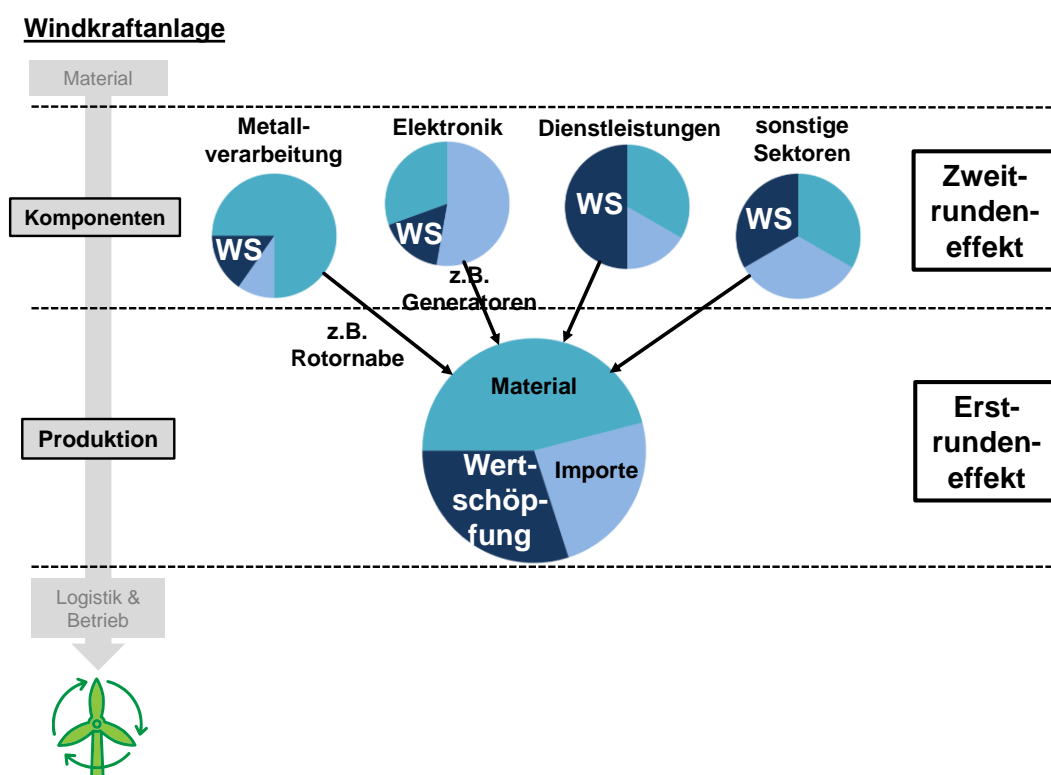 Windkraftanlage
Material
Metall-
verarbeitung
Elektronik
Dienstleistungen
sonstige
Sektoren
WS
WS
WS
WS
Komponenten
Zweit-
runden-
effekt
z.B.
Generatoren
z.B.
Rotornabe
Material
Importe
Wert-
schöp-
fung
Produktion
Erst-
runden-
effekt
Logistik &
Betrieb